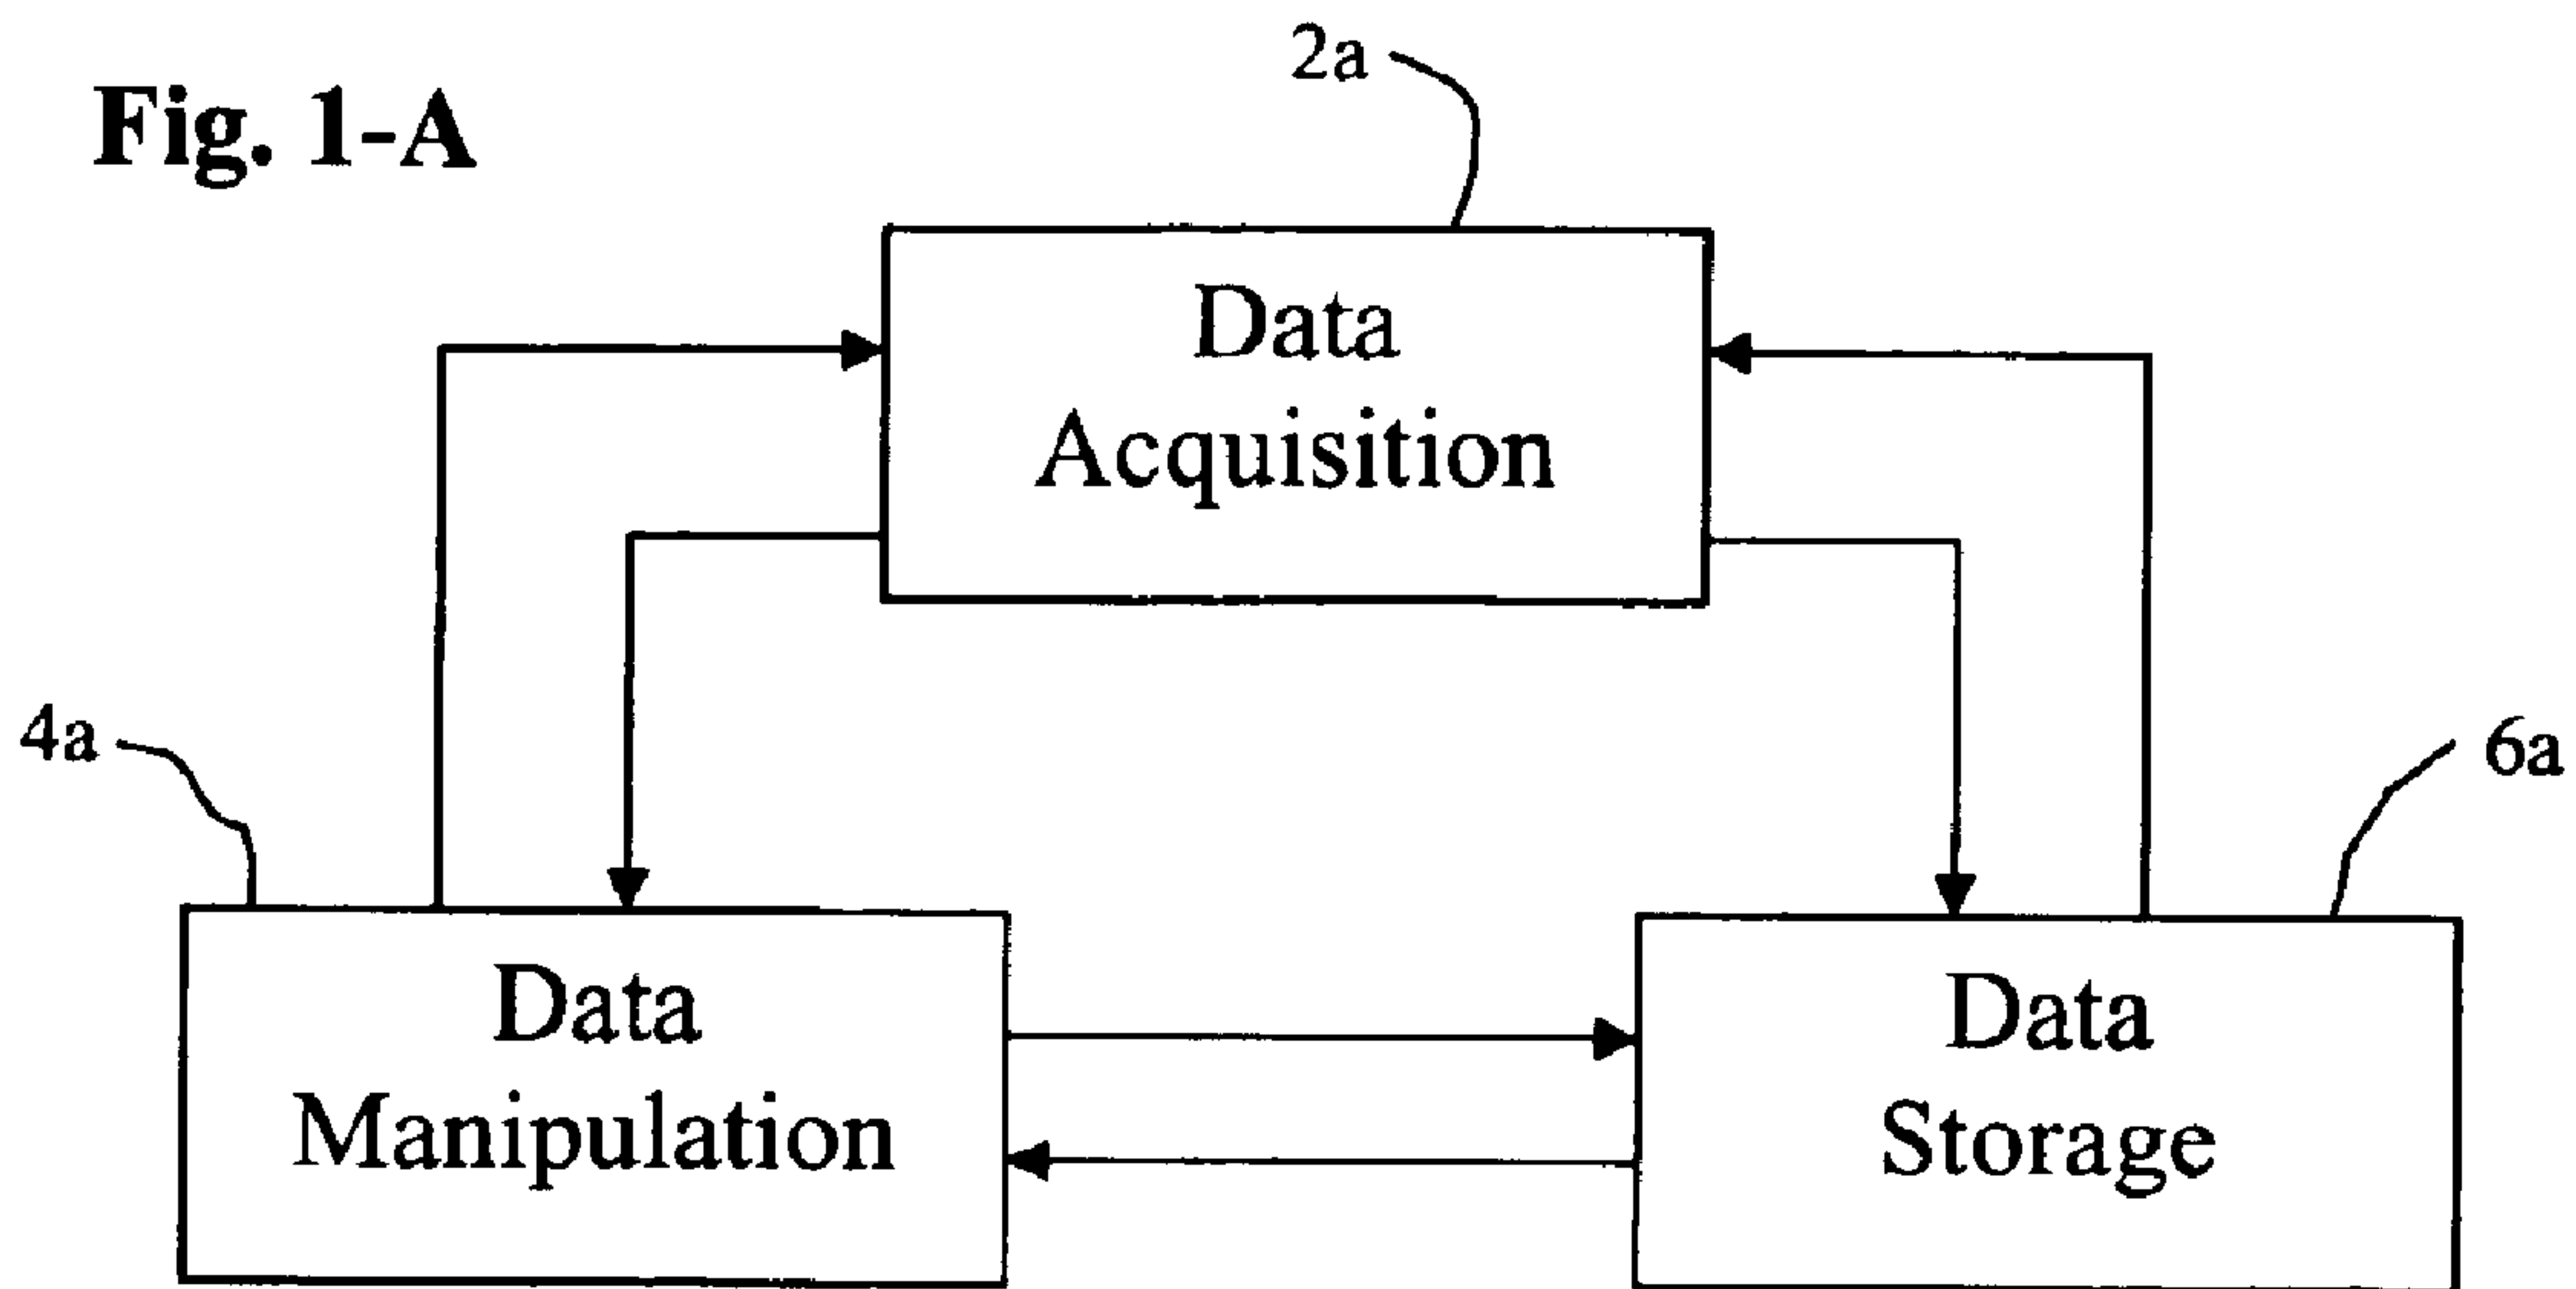 2a
Fig. 1-A
Data
Acquisition
4a
6a
Data
Manipulation
Data
Storage